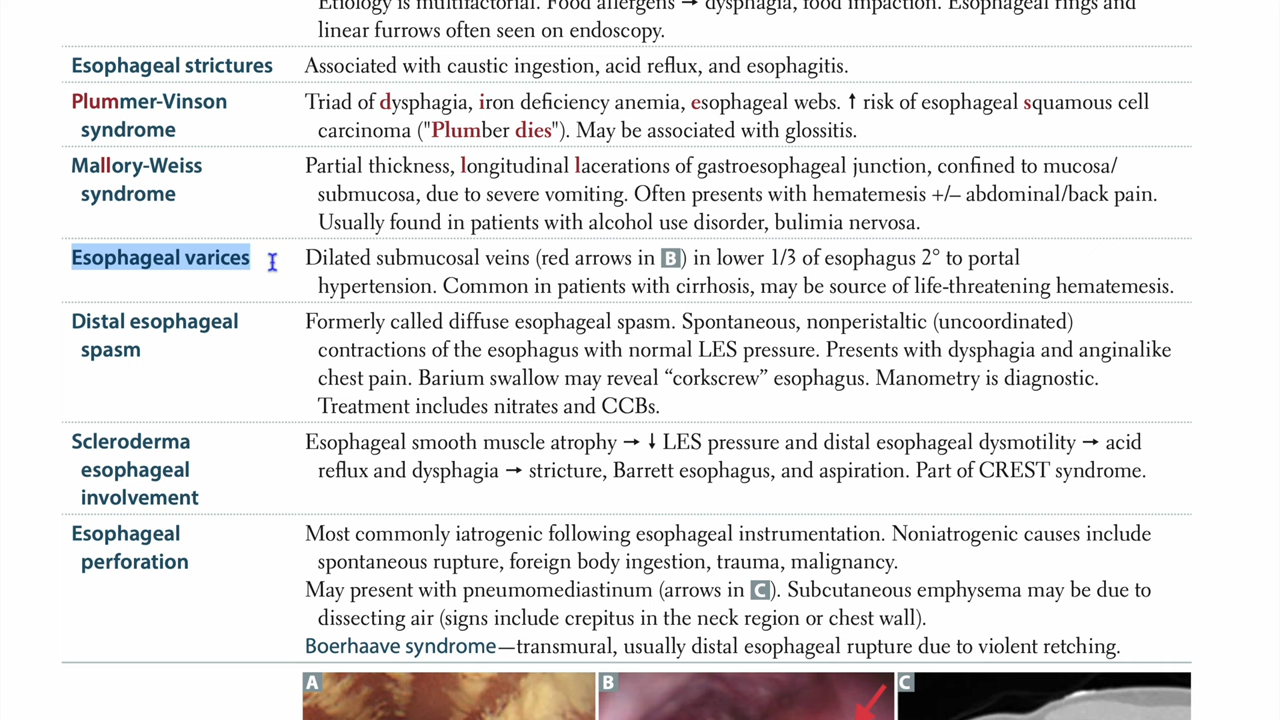 Etiology is multifactorial. Food allergens → dysphagia, food impaction. Esophageal rings and
linear furrows often seen on endoscopy.
Esophageal strictures Associated with caustic ingestion, acid reflux, and esophagitis.
Plummer-Vinson
syndrome
Triad of dysphagia, iron deficiency anemia, esophageal webs. ↑ risk of esophageal squamous cell
carcinoma ("Plumber dies"). May be associated with glossitis.
Mallory-Weiss
syndrome
Partial thickness, longitudinal lacerations of gastroesophageal junction, confined to mucosa/
submucosa, due to severe vomiting. Often presents with hematemesis +/– abdominal/back pain.
Usually found in patients with alcohol use disorder, bulimia nervosa.
Esophageal varices
Dilated submucosal veins (red arrows in B) in lower 1/3 of esophagus 2° to portal
hypertension. Common in patients with cirrhosis, may be source of life-threatening hematemesis.
Distal esophageal
spasm
Formerly called diffuse esophageal spasm. Spontaneous, nonperistaltic (uncoordinated)
contractions of the esophagus with normal LES pressure. Presents with dysphagia and anginalike
chest pain. Barium swallow may reveal “corkscrew” esophagus. Manometry is diagnostic.
Treatment includes nitrates and CCBs.
Scleroderma
esophageal
involvement
Esophageal smooth muscle atrophy → ↓ LES pressure and distal esophageal dysmotility → acid
reflux and dysphagia → stricture, Barrett esophagus, and aspiration. Part of CREST syndrome.
Esophageal
perforation
Most commonly iatrogenic following esophageal instrumentation. Noniatrogenic causes include
spontaneous rupture, foreign body ingestion, trauma, malignancy.
May present with pneumomediastinum (arrows in C). Subcutaneous emphysema may be due to
dissecting air (signs include crepitus in the neck region or chest wall).
Boerhaave syndrome—transmural, usually distal esophageal rupture due to violent retching.
A B C